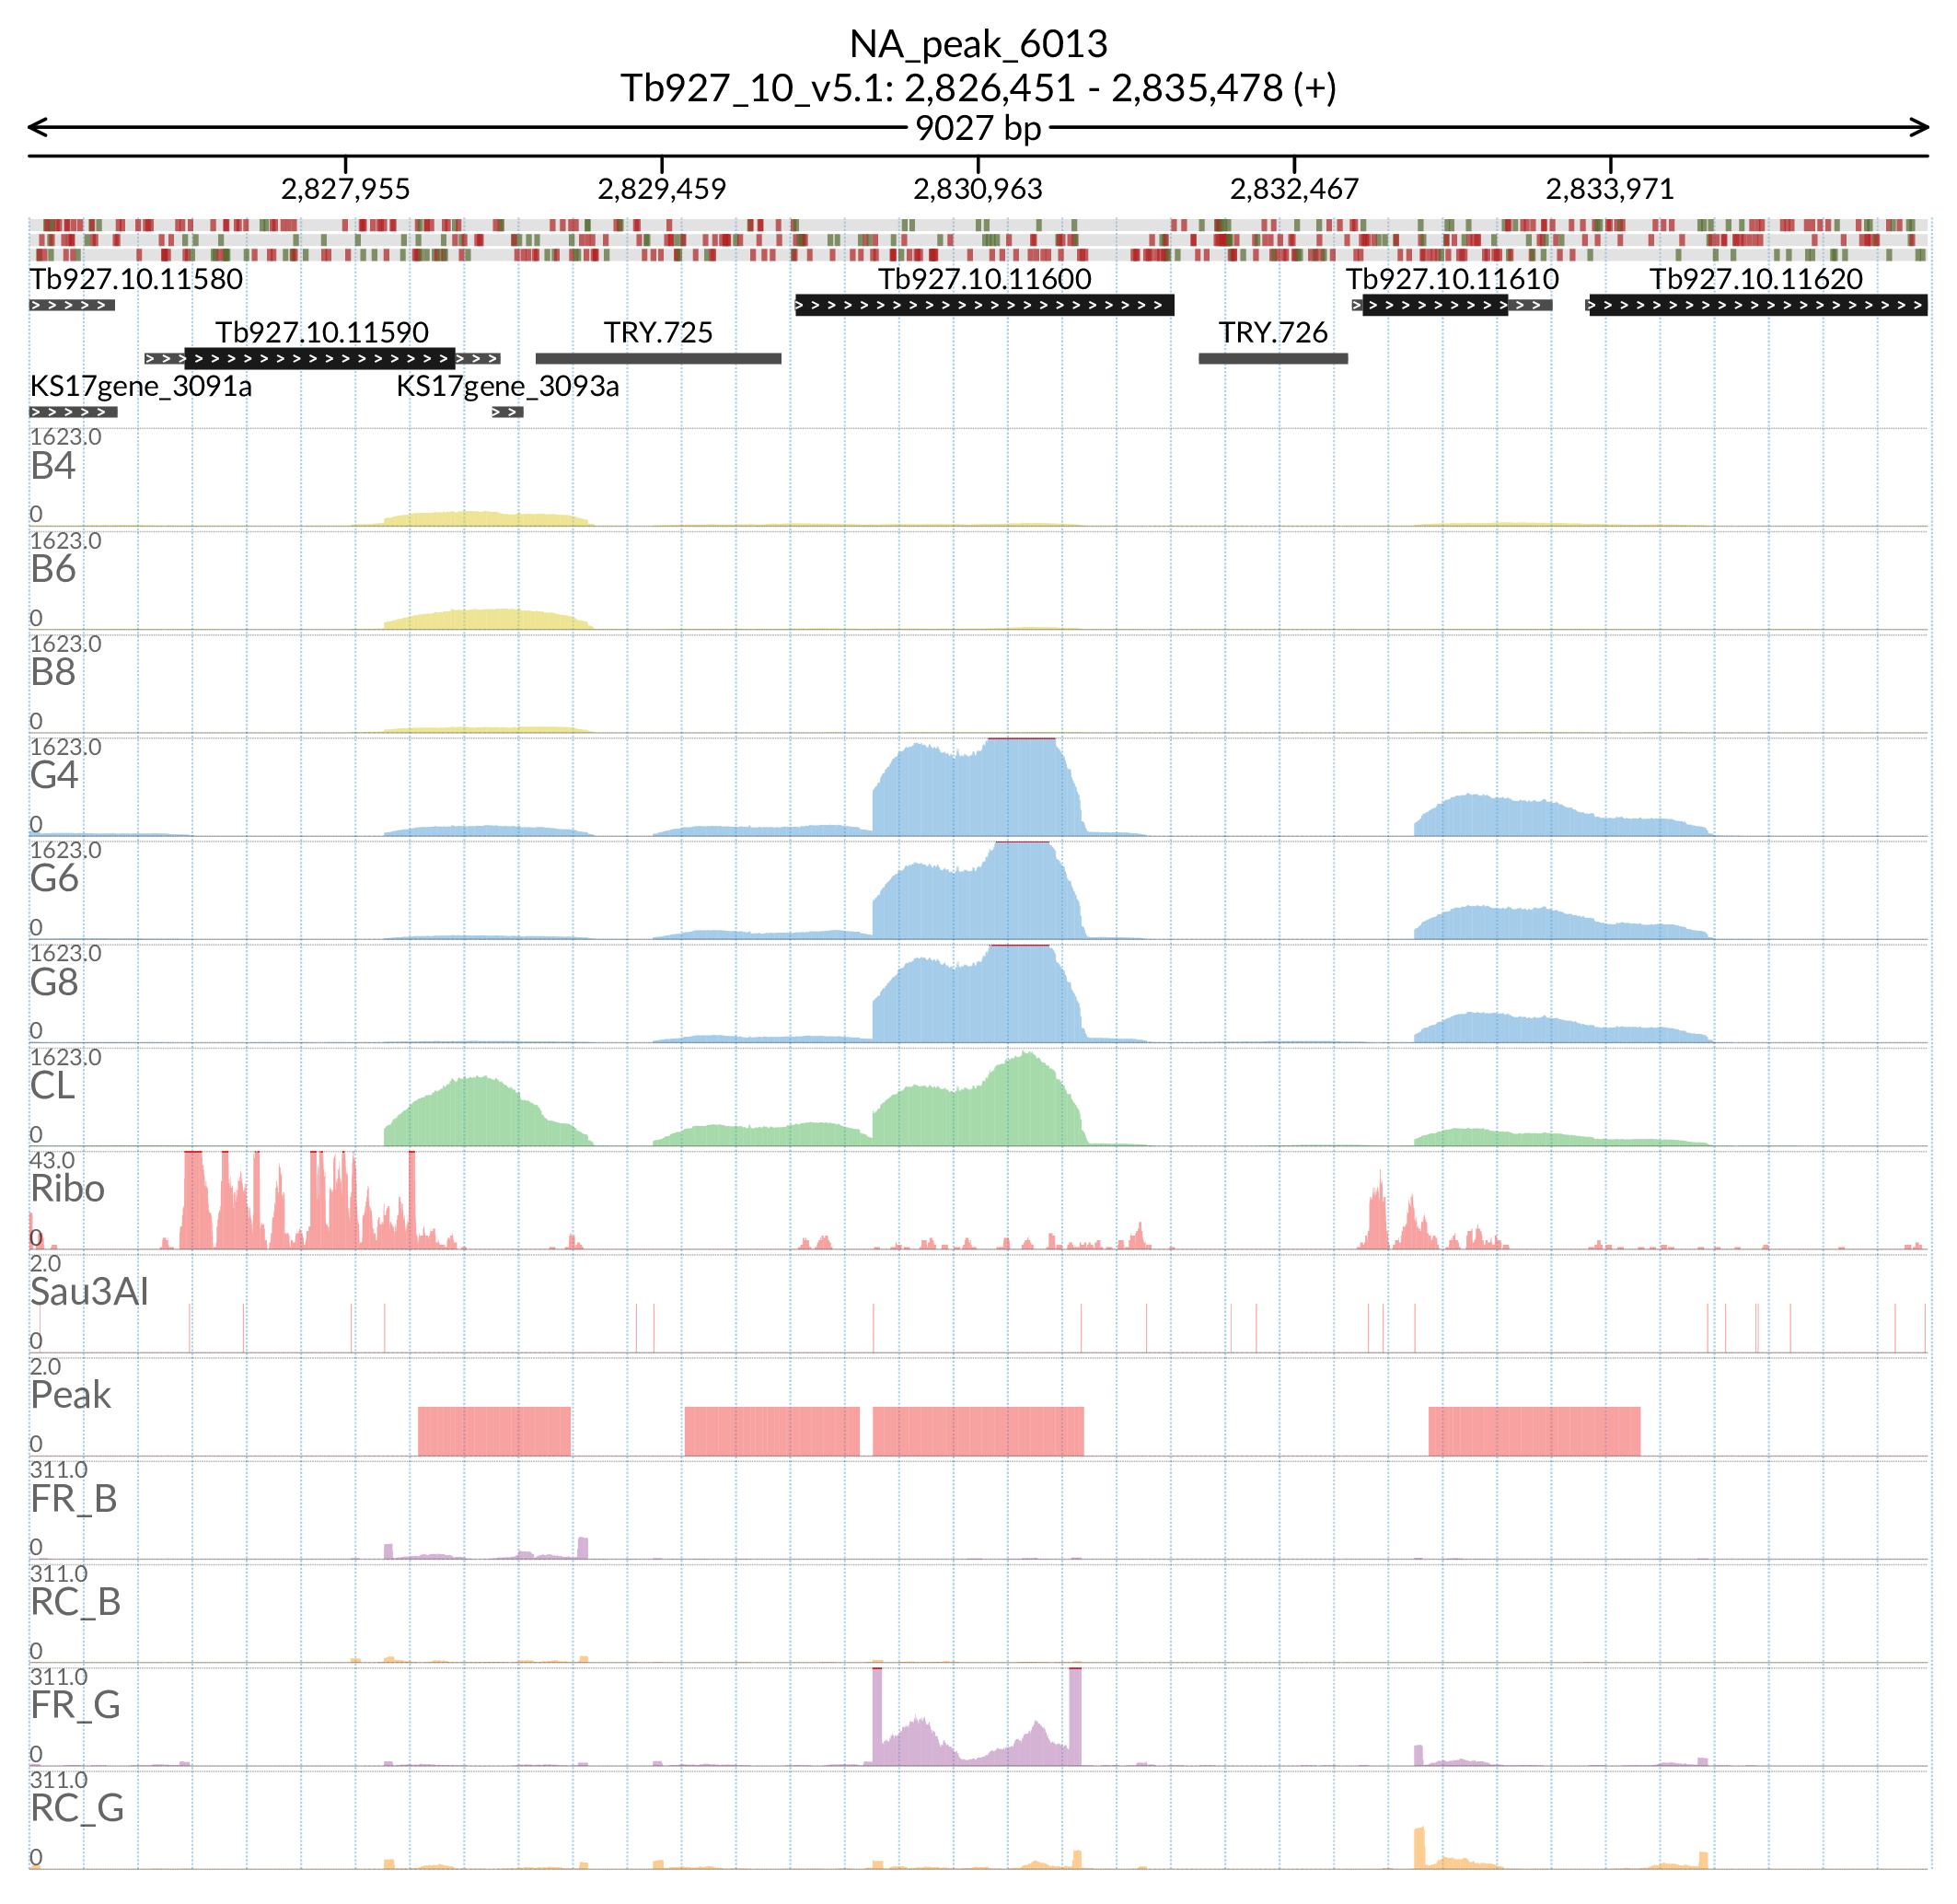 NA_peak_6013
Tb927_10_v5.1: 2,826,451 - 2,835,478 (+)
9027 bp
2,827,955 2,829,459 2,830,963 2,832,467 2,833,971
Tb927.10.11580 Tb927.10.11600 Tb927.10.11610 Tb927.10.11620
Tb927.10.11590 TRY.725 TRY.726
KS17gene_3091a KS17gene_3093a
1623.0
B4
0
1623.0
B6
0
1623.0
B8
0
1623.0
G4
0
1623.0
G6
0
1623.0
G8
0
1623.0
CL
0
43.0
Ribo
0
2.0
Sau3AI
0
2.0
Peak
0
311.0
FR_B
0
311.0
RC_B
0
311.0
FR_G
0
311.0
RC_G
0